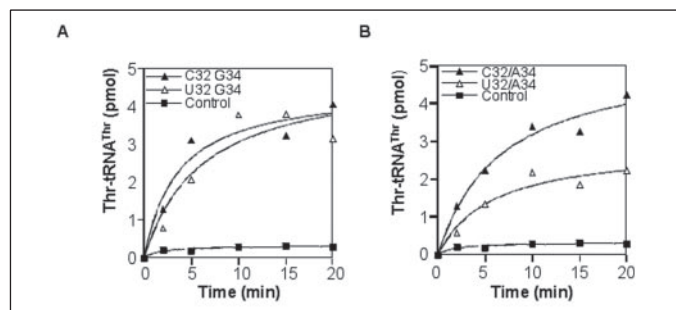 A
Thr-tRNAThr (pmol)
5
4
3
2
1
0
C32 G34
U32 G34
Control
0 5 10 15 20
Time (min)
B
Thr-tRNAThr (pmol)
5
4
3
2
1
0
C32/A34
U32/A34
Control
0 5 10 15 20
Time (min)